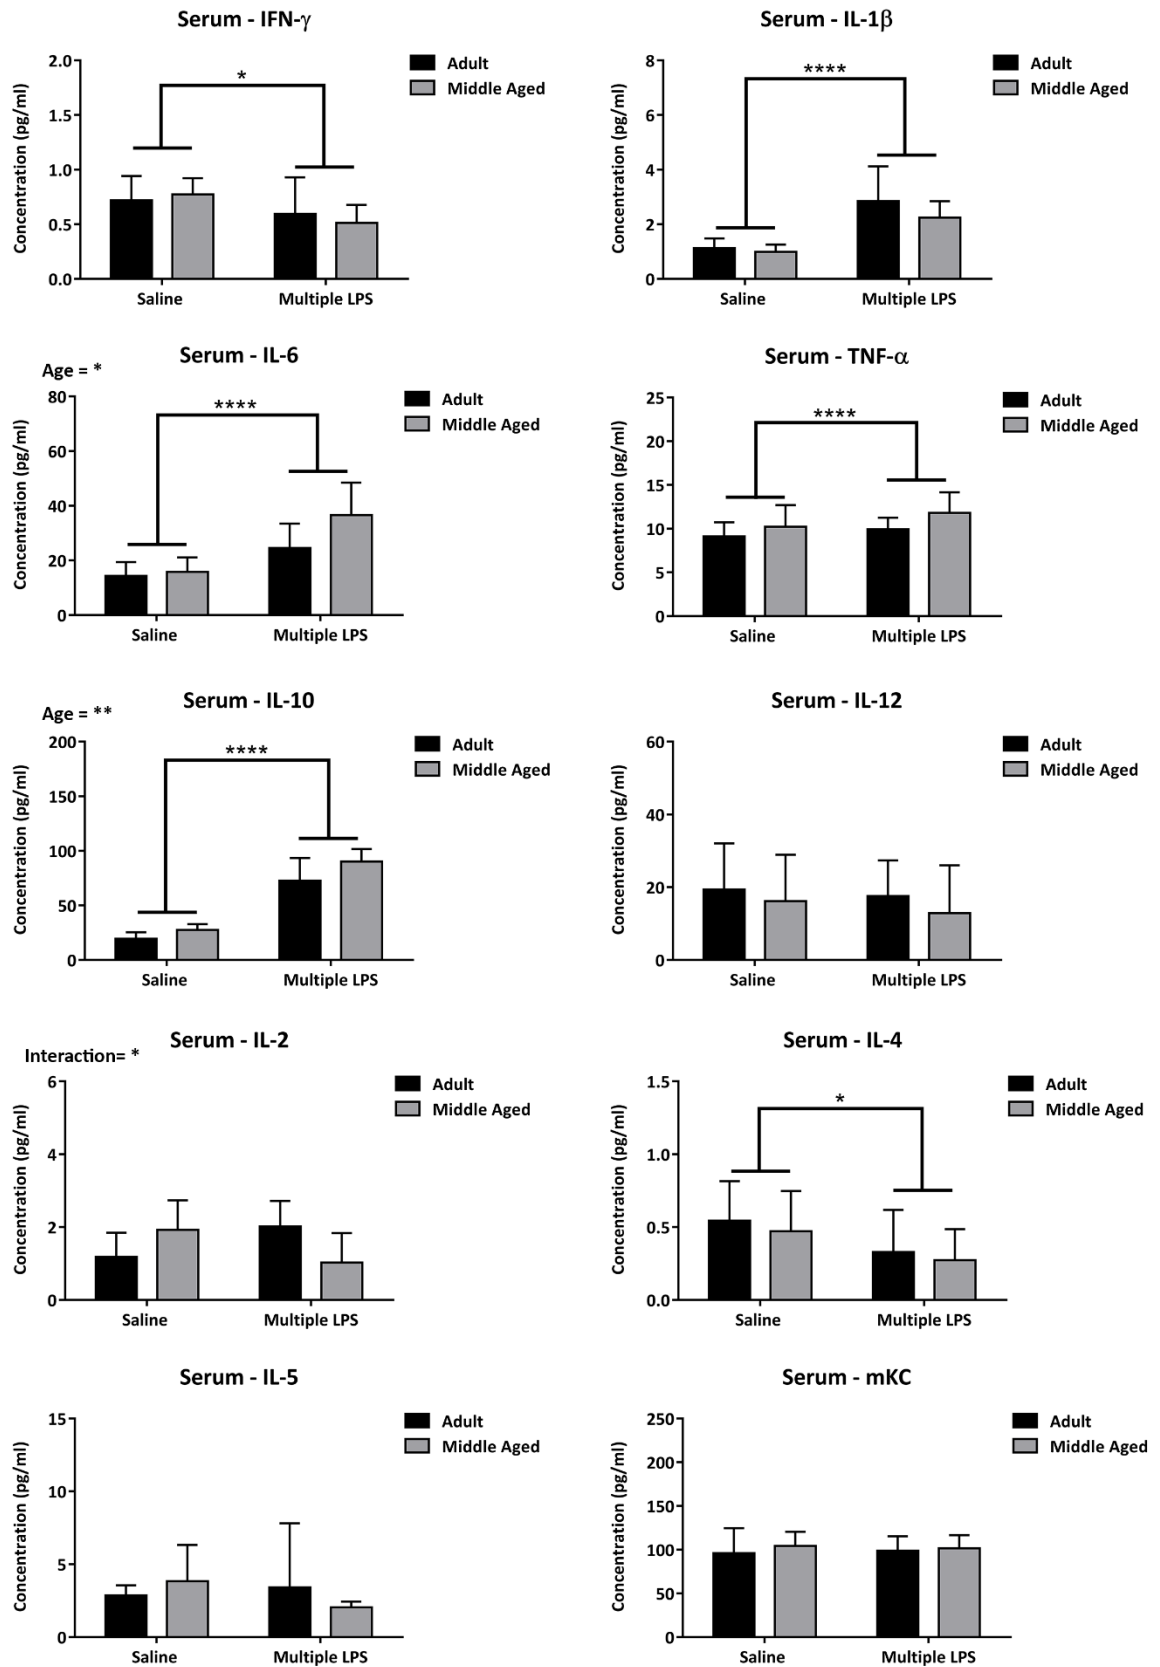 Serum - IFN-γ
Concentration (pg/ml)
2.0
1.5
1.0
0.5
0.0
*
Saline
Multiple LPS
Adult
Middle Aged
Serum - IL-1β
Concentration (pg/ml)
8
6
4
2
0
****
Saline
Multiple LPS
Adult
Middle Aged
Serum - IL-6
Age = *
Concentration (pg/ml)
80
60
40
20
0
****
Saline
Multiple LPS
Adult
Middle Aged
Serum - TNF-α
Concentration (pg/ml)
25
20
15
10
5
0
****
Saline
Multiple LPS
Adult
Middle Aged
Serum - IL-10
Age = **
Concentration (pg/ml)
200
150
100
50
0
****
Saline
Multiple LPS
Adult
Middle Aged
Serum - IL-12
Concentration (pg/ml)
60
40
20
0
Saline
Multiple LPS
Adult
Middle Aged
Serum - IL-2
Interaction= *
Concentration (pg/ml)
6
4
2
0
Saline
Multiple LPS
Adult
Middle Aged
Serum - IL-4
Concentration (pg/ml)
1.5
1.0
0.5
0.0
*
Saline
Multiple LPS
Adult
Middle Aged
Serum - IL-5
Concentration (pg/ml)
15
10
5
0
Saline
Multiple LPS
Adult
Middle Aged
Serum - mKC
Concentration (pg/ml)
250
200
150
100
50
0
Saline
Multiple LPS
Adult
Middle Aged